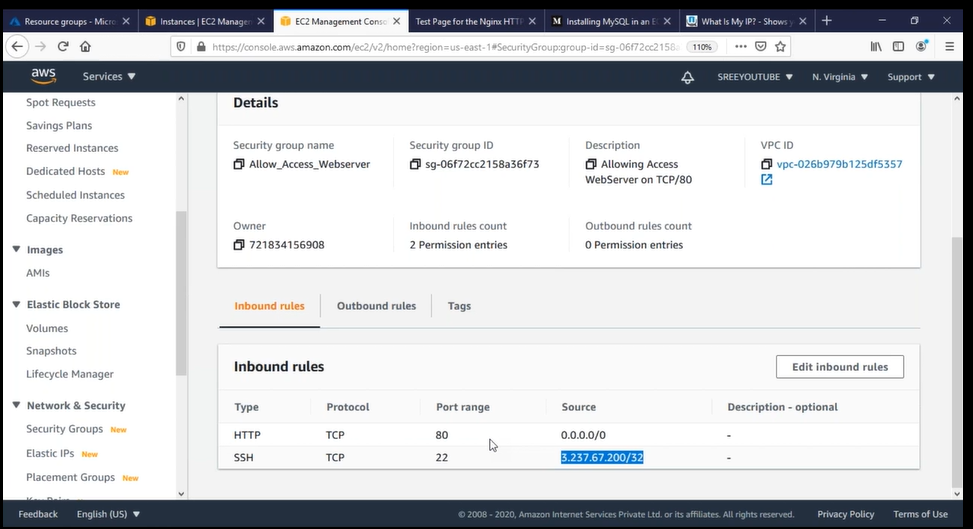 Resource groups - Micro
Instances | EC2 Managem
EC2 Management Conso
Test Page for the Nginx HTT
Installing MySQL in an E
What Is My IP? - Shows y
https://console.aws.amazon.com/ec2/v2/home?region=us-east-1#SecurityGroup:group-id=sg-06f72cc2158a
110%
aws
Services
SREEYOUTUBE
N. Virginia
Support
Spot Requests
Savings Plans
Reserved Instances
Dedicated Hosts New
Scheduled Instances
Capacity Reservations
Images
AMIs
Elastic Block Store
Volumes
Snapshots
Lifecycle Manager
Network & Security
Security Groups New
Elastic IPs New
Placement Groups New
Key Pairs
Details
Security group name
Allow_Access_Webserver
Security group ID
sg-06f72cc2158a36f73
Description
Allowing Access
WebServer on TCP/80
VPC ID
vpc-026b979b125df5357
Owner
721834156908
Inbound rules count
2 Permission entries
Outbound rules count
0 Permission entries
Inbound rules
Outbound rules
Tags
Inbound rules
Edit inbound rules
Type Protocol Port range Source Description - optional
HTTP TCP 80 0.0.0.0/0 -
SSH TCP 22 3.237.67.200/32 -
Feedback
English (US)
© 2008 - 2020, Amazon Internet Services Private Ltd. or its affiliates. All rights reserved.
Privacy Policy
Terms of Use